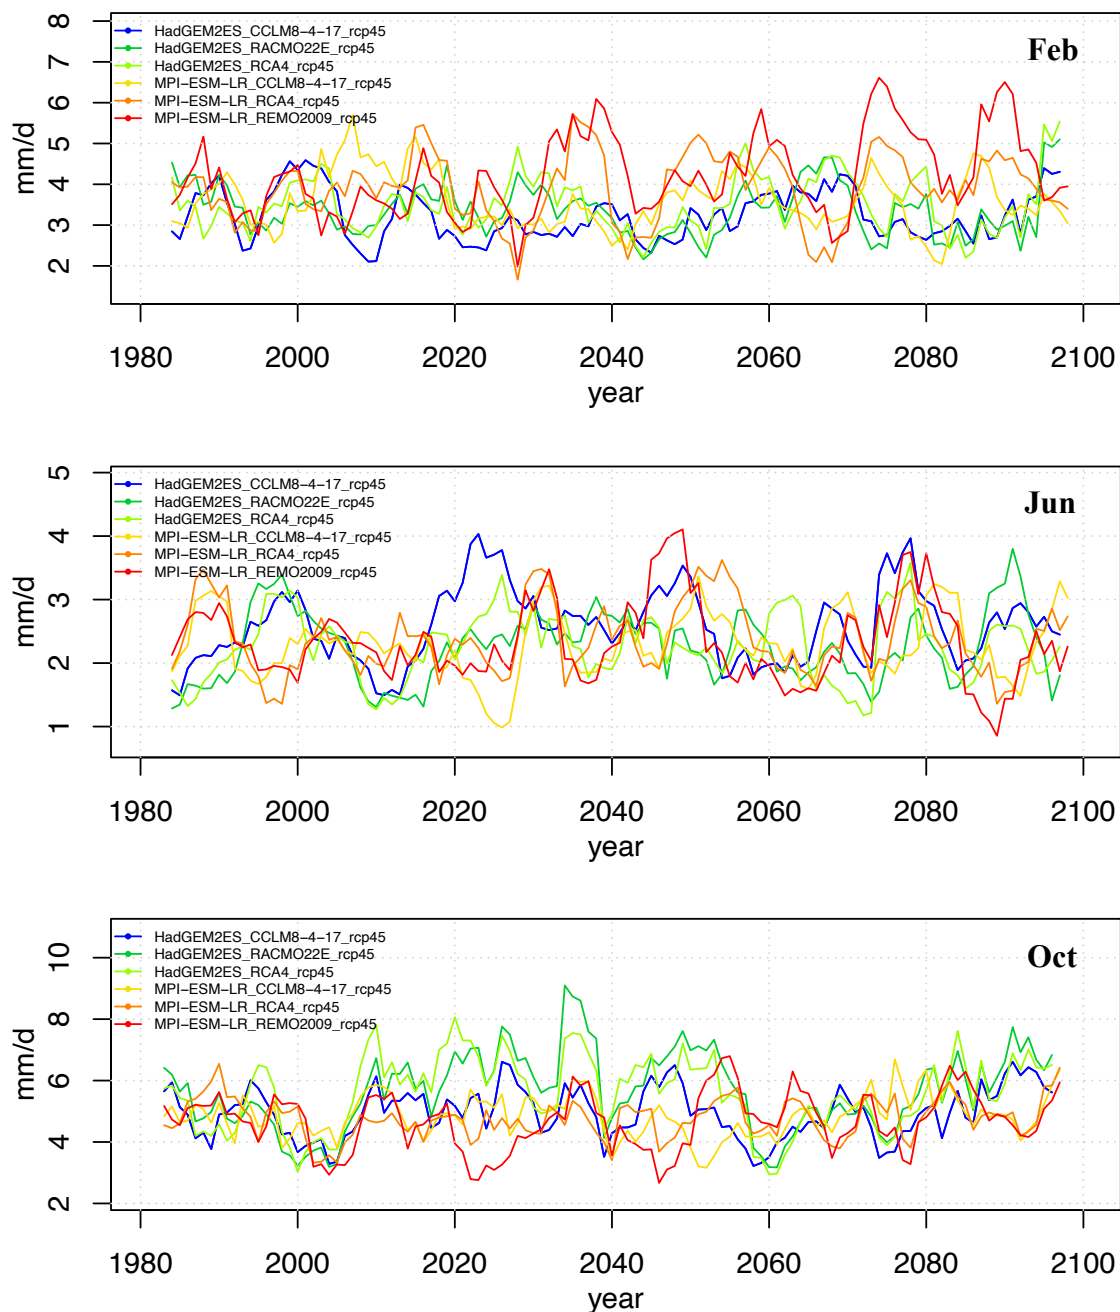 8
7
6
5
4
3
2
mm/d
HadGEM2ES_CCLM8-4-17_rcp45
HadGEM2ES_RACMO22E_rcp45
HadGEM2ES_RCA4_rcp45
MPI-ESM-LR_CCLM8-4-17_rcp45
MPI-ESM-LR_RCA4_rcp45
MPI-ESM-LR_REMO2009_rcp45
Feb
1980 2000 2020 2040 2060 2080 2100
year
5
4
3
2
1
mm/d
HadGEM2ES_CCLM8-4-17_rcp45
HadGEM2ES_RACMO22E_rcp45
HadGEM2ES_RCA4_rcp45
MPI-ESM-LR_CCLM8-4-17_rcp45
MPI-ESM-LR_RCA4_rcp45
MPI-ESM-LR_REMO2009_rcp45
Jun
1980 2000 2020 2040 2060 2080 2100
year
10
8
6
4
2
mm/d
HadGEM2ES_CCLM8-4-17_rcp45
HadGEM2ES_RACMO22E_rcp45
HadGEM2ES_RCA4_rcp45
MPI-ESM-LR_CCLM8-4-17_rcp45
MPI-ESM-LR_RCA4_rcp45
MPI-ESM-LR_REMO2009_rcp45
Oct
1980 2000 2020 2040 2060 2080 2100
year